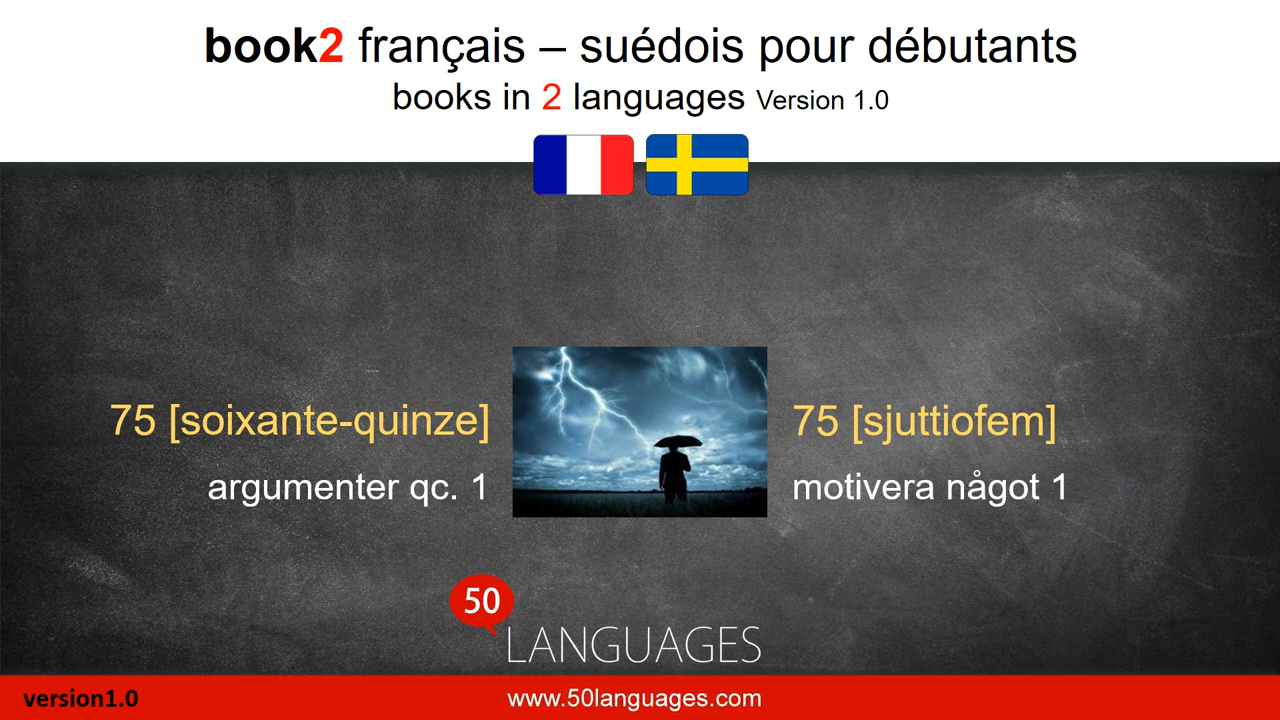 book2 français – suédois pour débutants
books in 2 languages Version 1.0
75 [soixante-quinze]
argumenter qc. 1
75 [sjuttiofem]
motivera något 1
50
LANGUAGES
version1.0
www.50languages.com